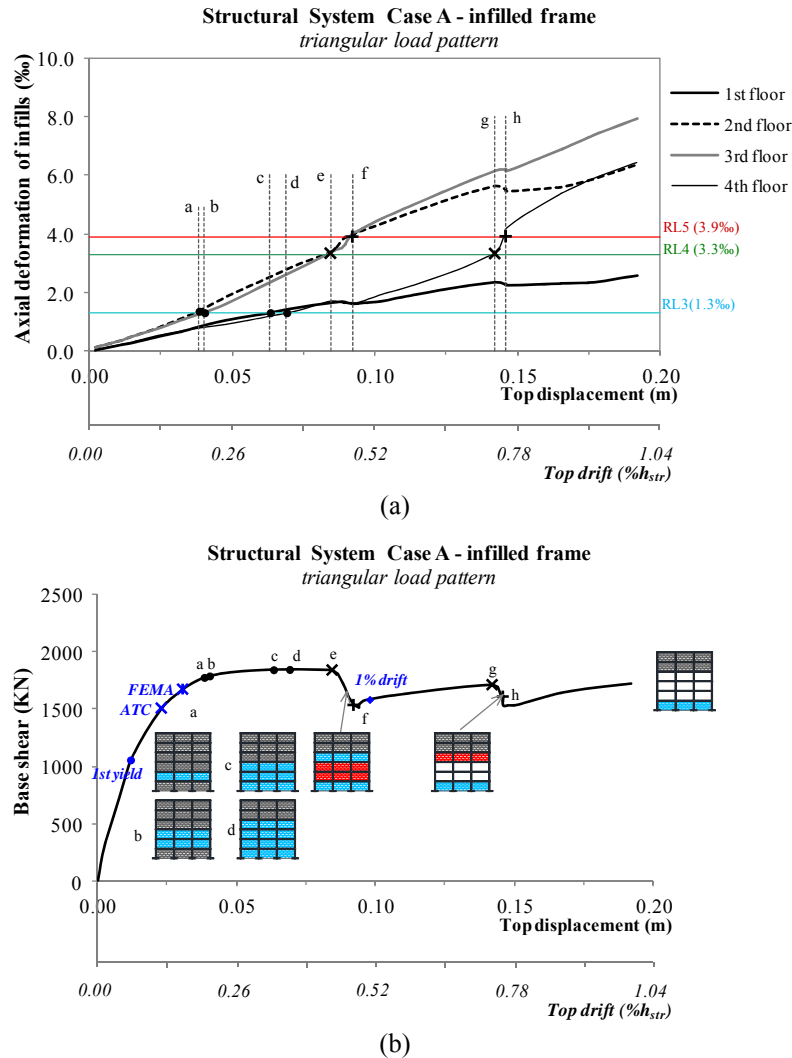 Structural System Case A - infilled frame
triangular load pattern
Axial deformation of infills (‰)
10.0
8.0
6.0
4.0
2.0
0.0
a b
c
d
e
f
g
h
1st floor
2nd floor
3rd floor
4th floor
RL5 (3.9‰)
RL4 (3.3‰)
RL3(1.3‰)
0.00 0.05 0.10 0.15 0.20
Top displacement (m)
0.00 0.26 0.52 0.78 1.04
Top drift (%hstr)
(a)
Structural System Case A - infilled frame
triangular load pattern
Base shear (KN)
2500
2000
1500
1000
500
0
a b
c
d
e
f
g
h
FEMA
ATC
1st yield
1% drift
a
c
b
d
0.00 0.05 0.10 0.15 0.20
Top displacement (m)
0.00 0.26 0.52 0.78 1.04
Top drift (%hstr)
(b)